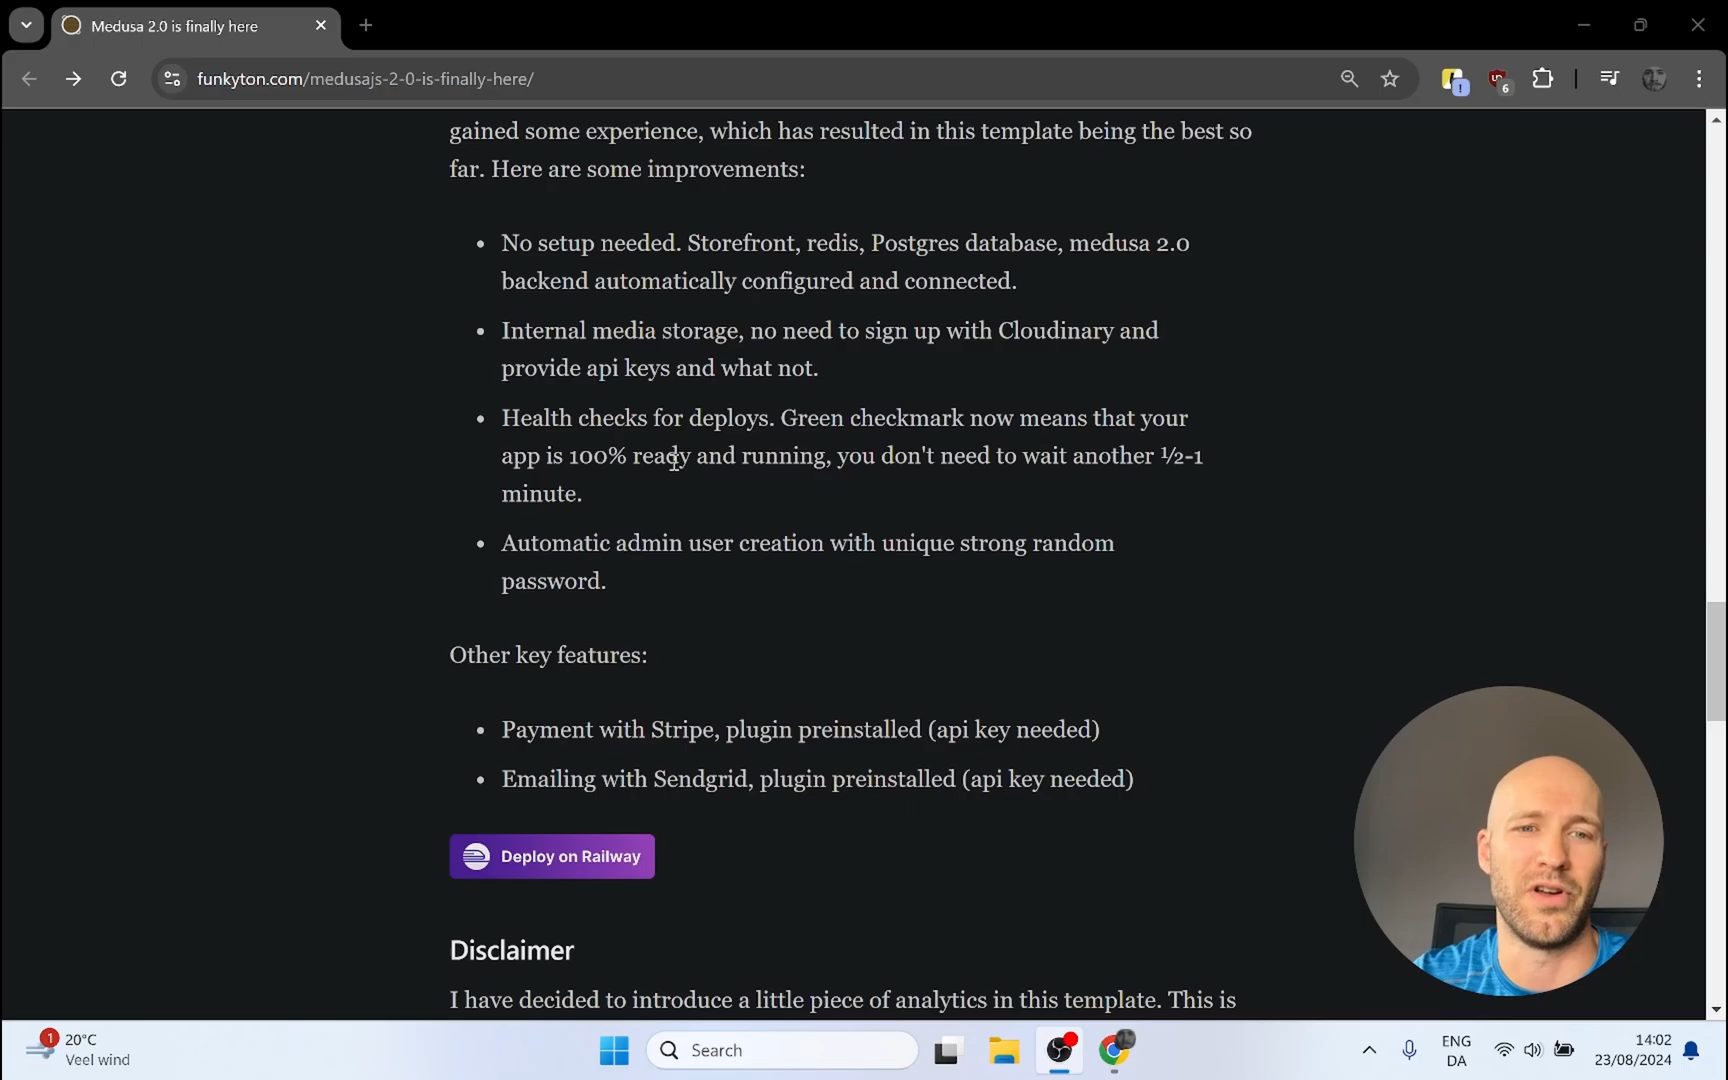 Medusa 2.0 is finally here
funkyton.com/medusajs-2-0-is-finally-here/
6
gained some experience, which has resulted in this template being the best so
far. Here are some improvements:
No setup needed. Storefront, redis, Postgres database, medusa 2.0
backend automatically configured and connected.
Internal media storage, no need to sign up with Cloudinary and
provide api keys and what not.
Health checks for deploys. Green checkmark now means that your
app is 100% ready and running, you don't need to wait another ½-1
minute.
Automatic admin user creation with unique strong random
password.
Other key features:
Payment with Stripe, plugin preinstalled (api key needed)
Emailing with Sendgrid, plugin preinstalled (api key needed)
Deploy on Railway
Disclaimer
I have decided to introduce a little piece of analytics in this template. This is
1
20°C
Veel wind
Search
ENG
DA
14:02
23/08/2024